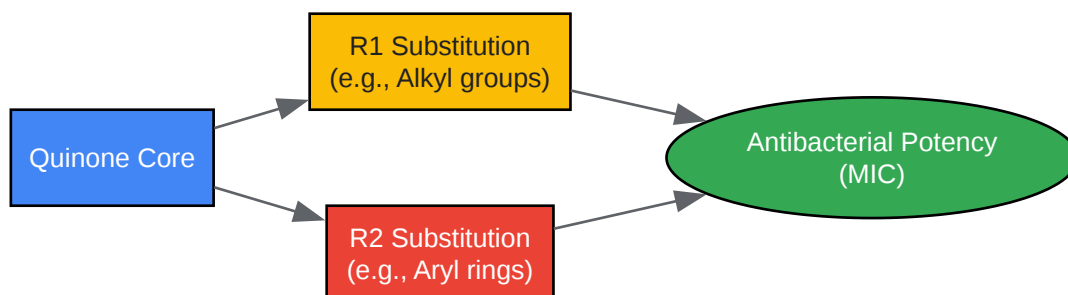 Quinone Core
R1 Substitution
(e.g., Alkyl groups)
R2 Substitution
(e.g., Aryl rings)
Antibacterial Potency
(MIC)